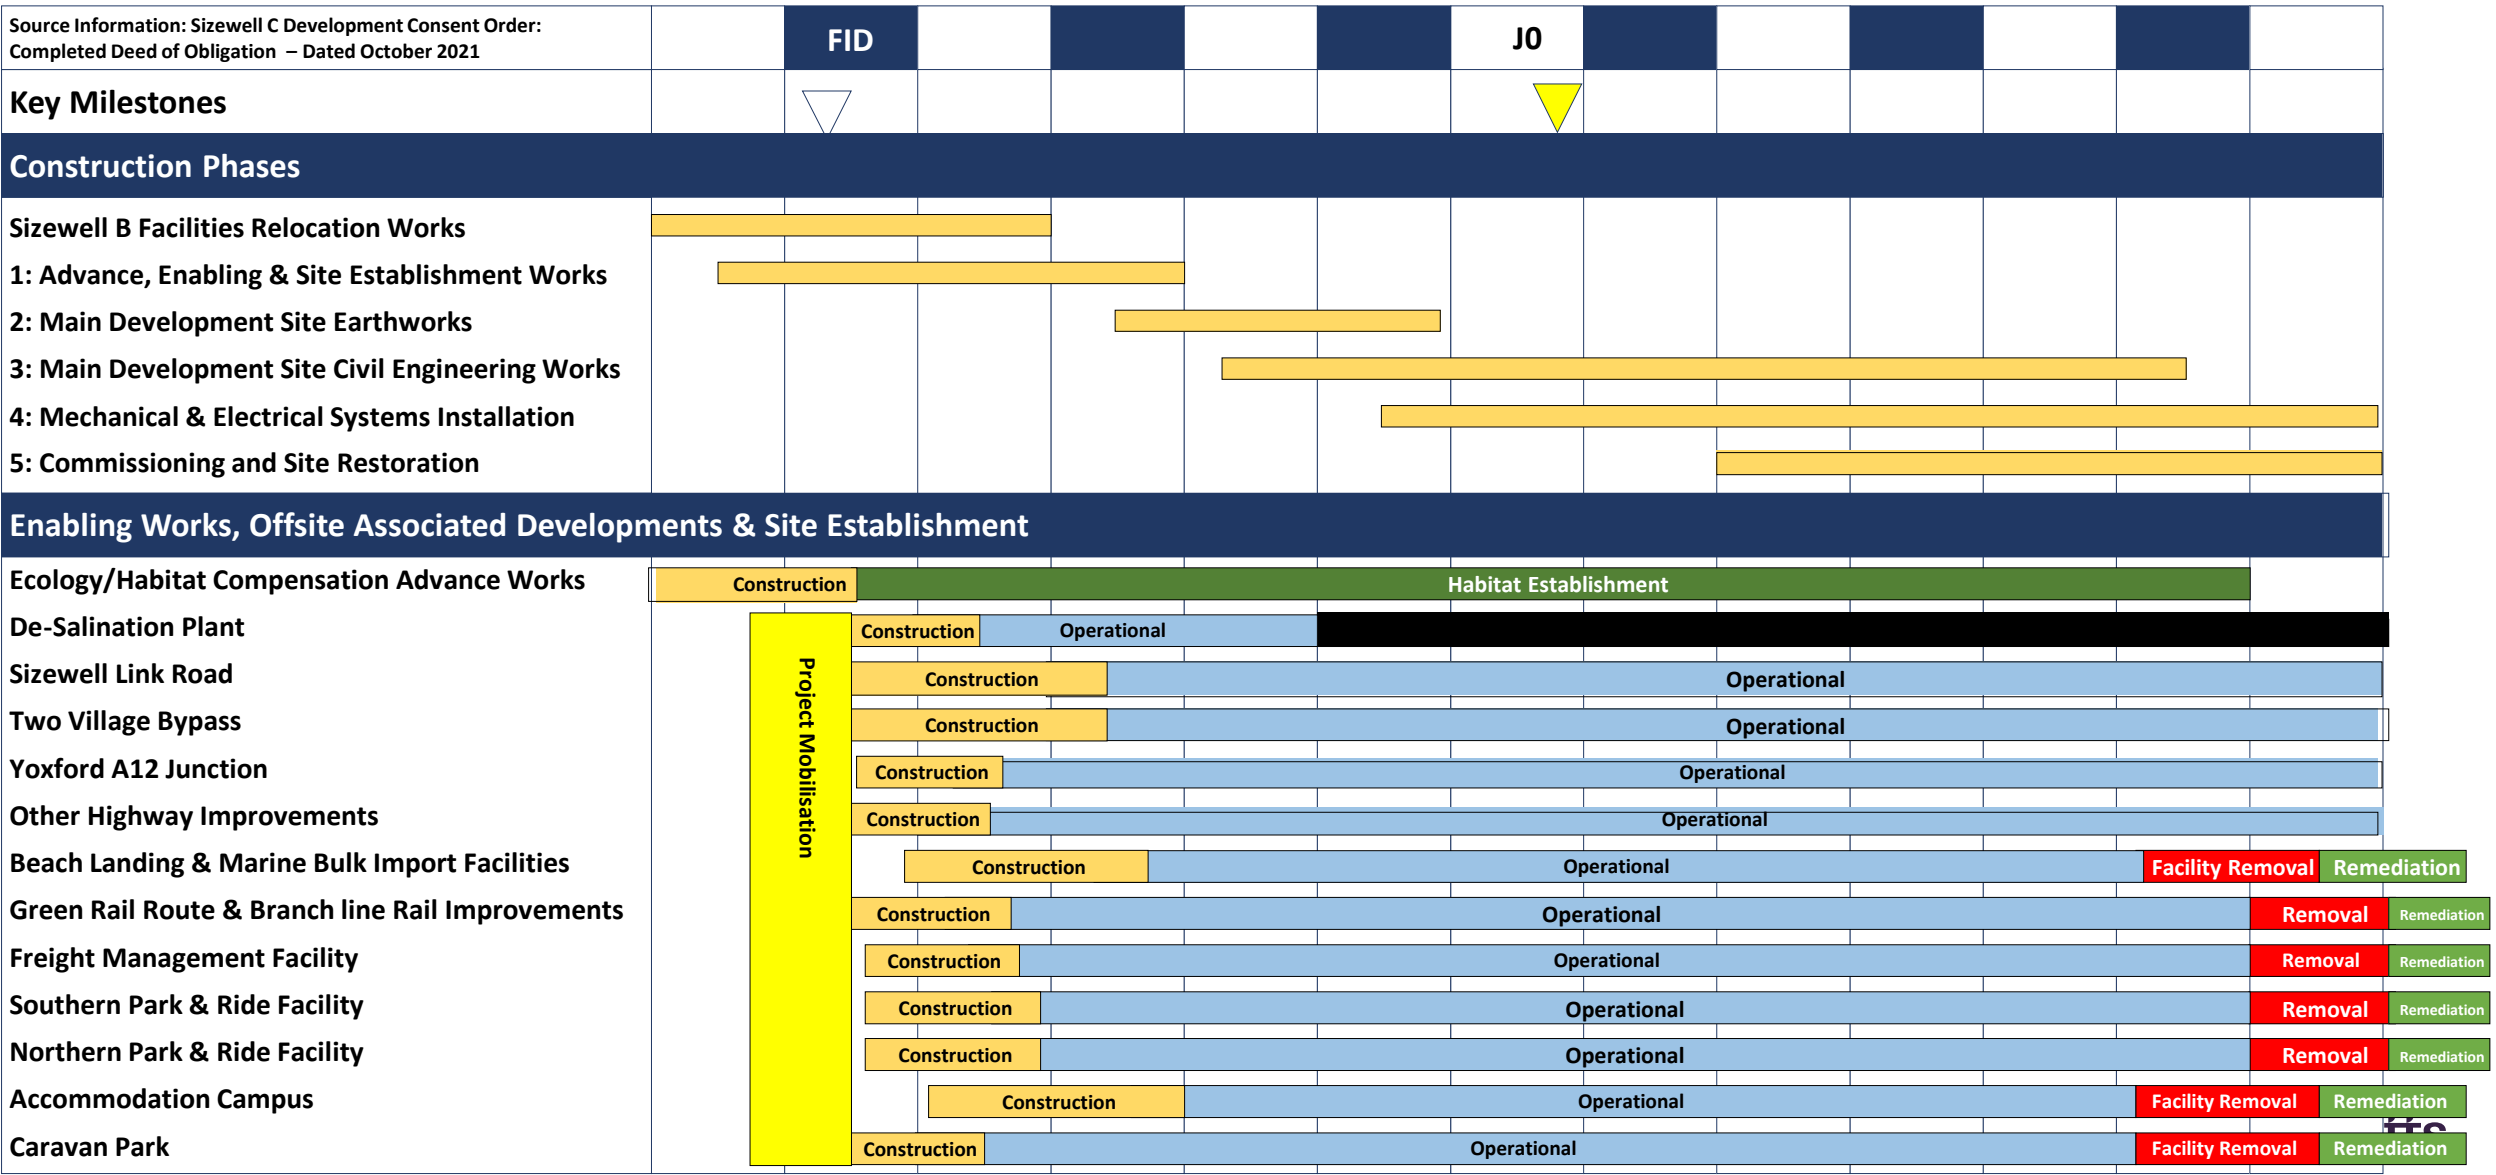 Source Information: Sizewell C Development Consent Order:
Completed Deed of Obligation – Dated October 2021
FID
J0
Key Milestones
Construction Phases
Sizewell B Facilities Relocation Works
1: Advance, Enabling & Site Establishment Works
2: Main Development Site Earthworks
3: Main Development Site Civil Engineering Works
4: Mechanical & Electrical Systems Installation
5: Commissioning and Site Restoration
Enabling Works, Offsite Associated Developments & Site Establishment
Ecology/Habitat Compensation Advance Works
Construction
Habitat Establishment
Project Mobilisation
De-Salination Plant
Construction
Operational
Sizewell Link Road
Construction
Operational
Two Village Bypass
Construction
Operational
Yoxford A12 Junction
Construction
Operational
Other Highway Improvements
Construction
Operational
Beach Landing & Marine Bulk Import Facilities
Construction
Operational
Facility Removal
Remediation
Green Rail Route & Branch line Rail Improvements
Construction
Operational
Removal
Remediation
Freight Management Facility
Construction
Operational
Removal
Remediation
Southern Park & Ride Facility
Construction
Operational
Removal
Remediation
Northern Park & Ride Facility
Construction
Operational
Removal
Remediation
Accommodation Campus
Construction
Operational
Facility Removal
Remediation
Caravan Park
Construction
Operational
Facility Removal
Remediation